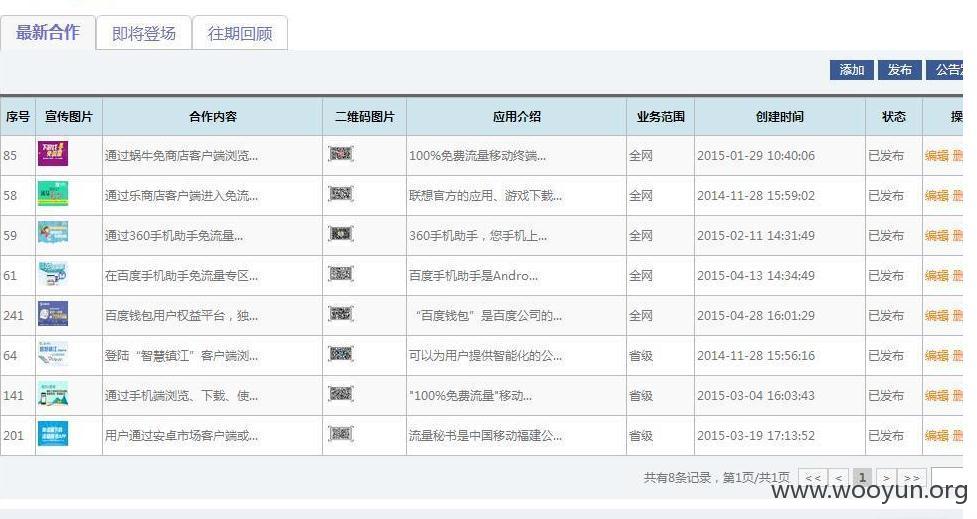 最新合作 即将登场 往期回顾
添加 发布 公告
序号 宣传图片 合作内容 二维码图片 应用介绍 业务范围 创建时间 状态 操
85 通过蜗牛免商店客户端浏览... 100%免费流量移动终端... 全网 2015-01-29 10:40:06 已发布 编辑 删
58 通过乐商店客户端进入免流... 联想官方的应用、游戏下载... 全网 2014-11-28 15:59:02 已发布 编辑 删
59 通过360手机助手免流量... 360手机助手，您手机上... 全网 2015-02-11 14:31:49 已发布 编辑 删
61 在百度手机助手免流量专区... 百度手机助手是Andro... 全网 2015-04-13 14:34:49 已发布 编辑 删
241 百度钱包用户权益平台，独... “百度钱包”是百度公司的... 全网 2015-04-28 16:01:29 已发布 编辑 删
64 登陆“智慧镇江”客户端浏... 可以为用户提供智能化的公... 省级 2014-11-28 15:56:16 已发布 编辑 删
141 通过手机端浏览、下载、使... "100%免费流量"移动... 省级 2015-03-04 16:03:43 已发布 编辑 删
201 用户通过安卓市场客户端或... 流量秘书是中国移动福建公... 省级 2015-03-19 17:13:52 已发布 编辑 删
共有8条记录，第1页/共1页 << < 1 > >>
www.wooyun.org